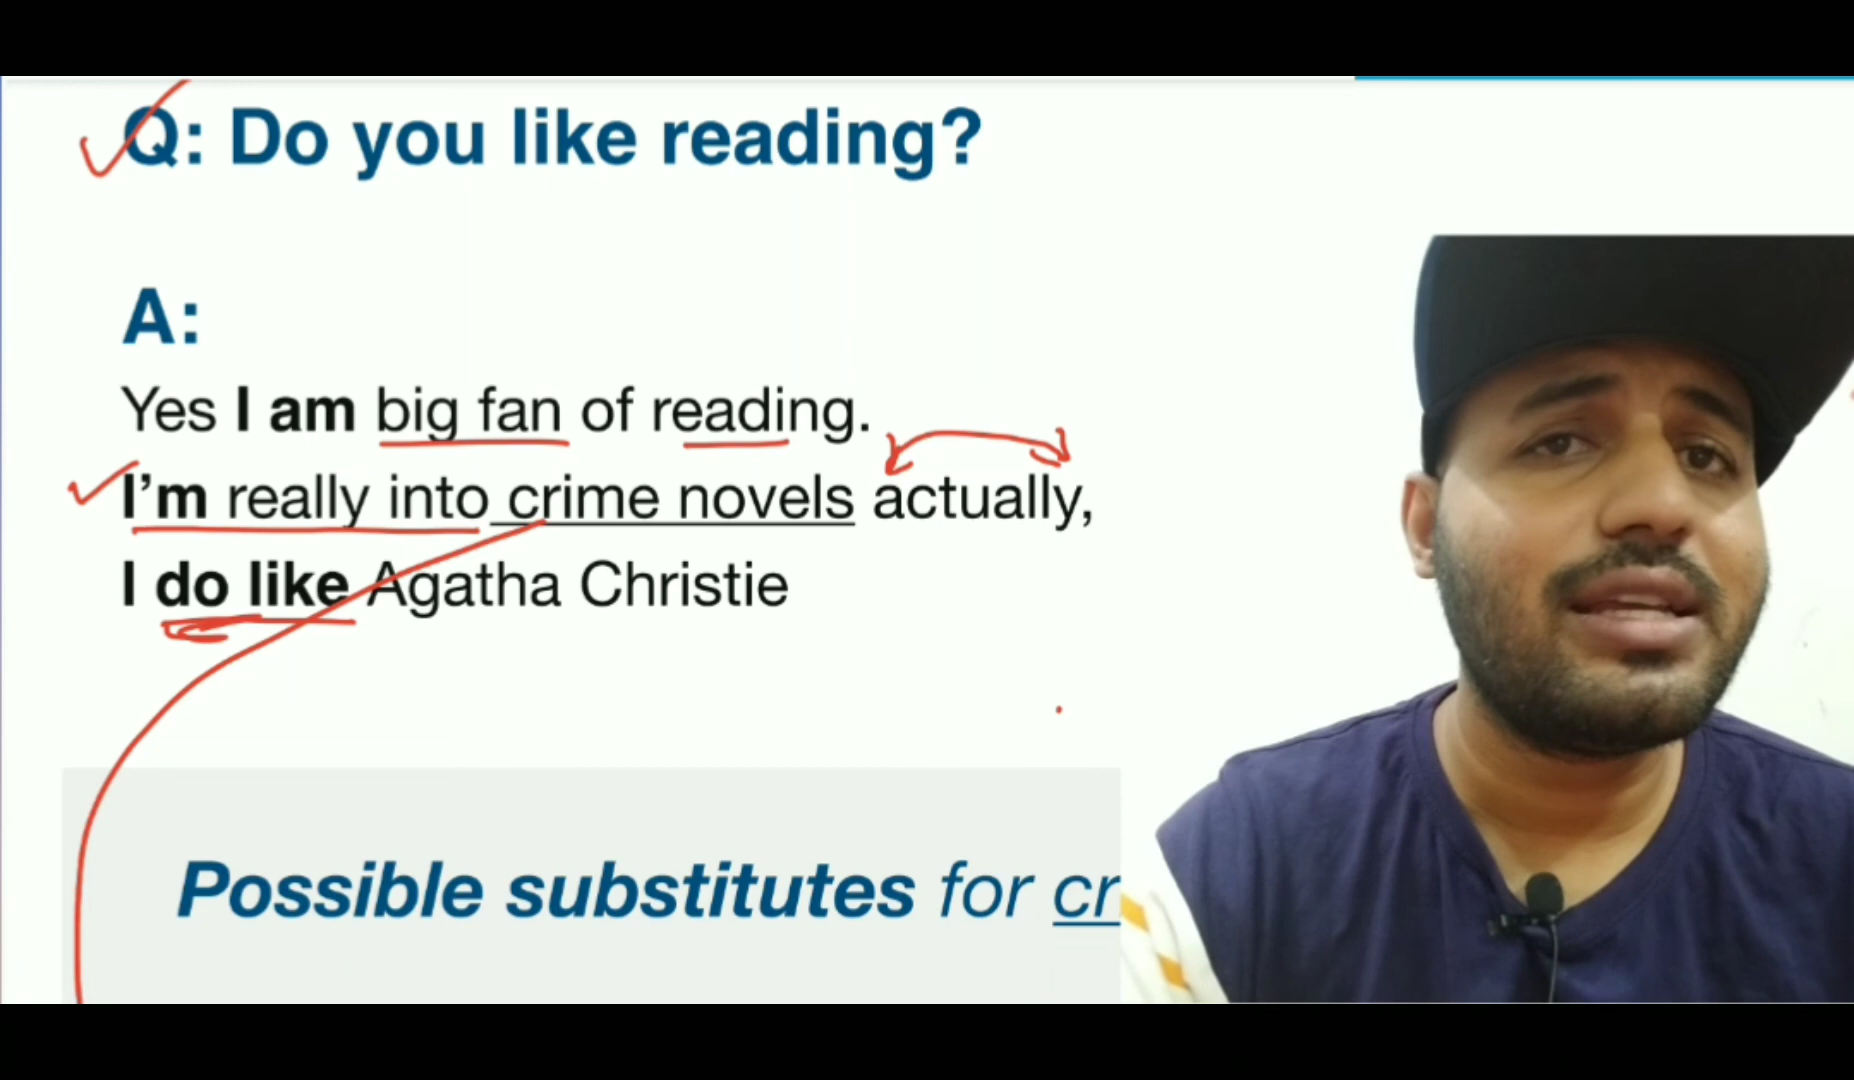 Q: Do you like reading?
A:
Yes I am big fan of reading.
I'm really into crime novels actually,
I do like Agatha Christie
Possible substitutes for cr